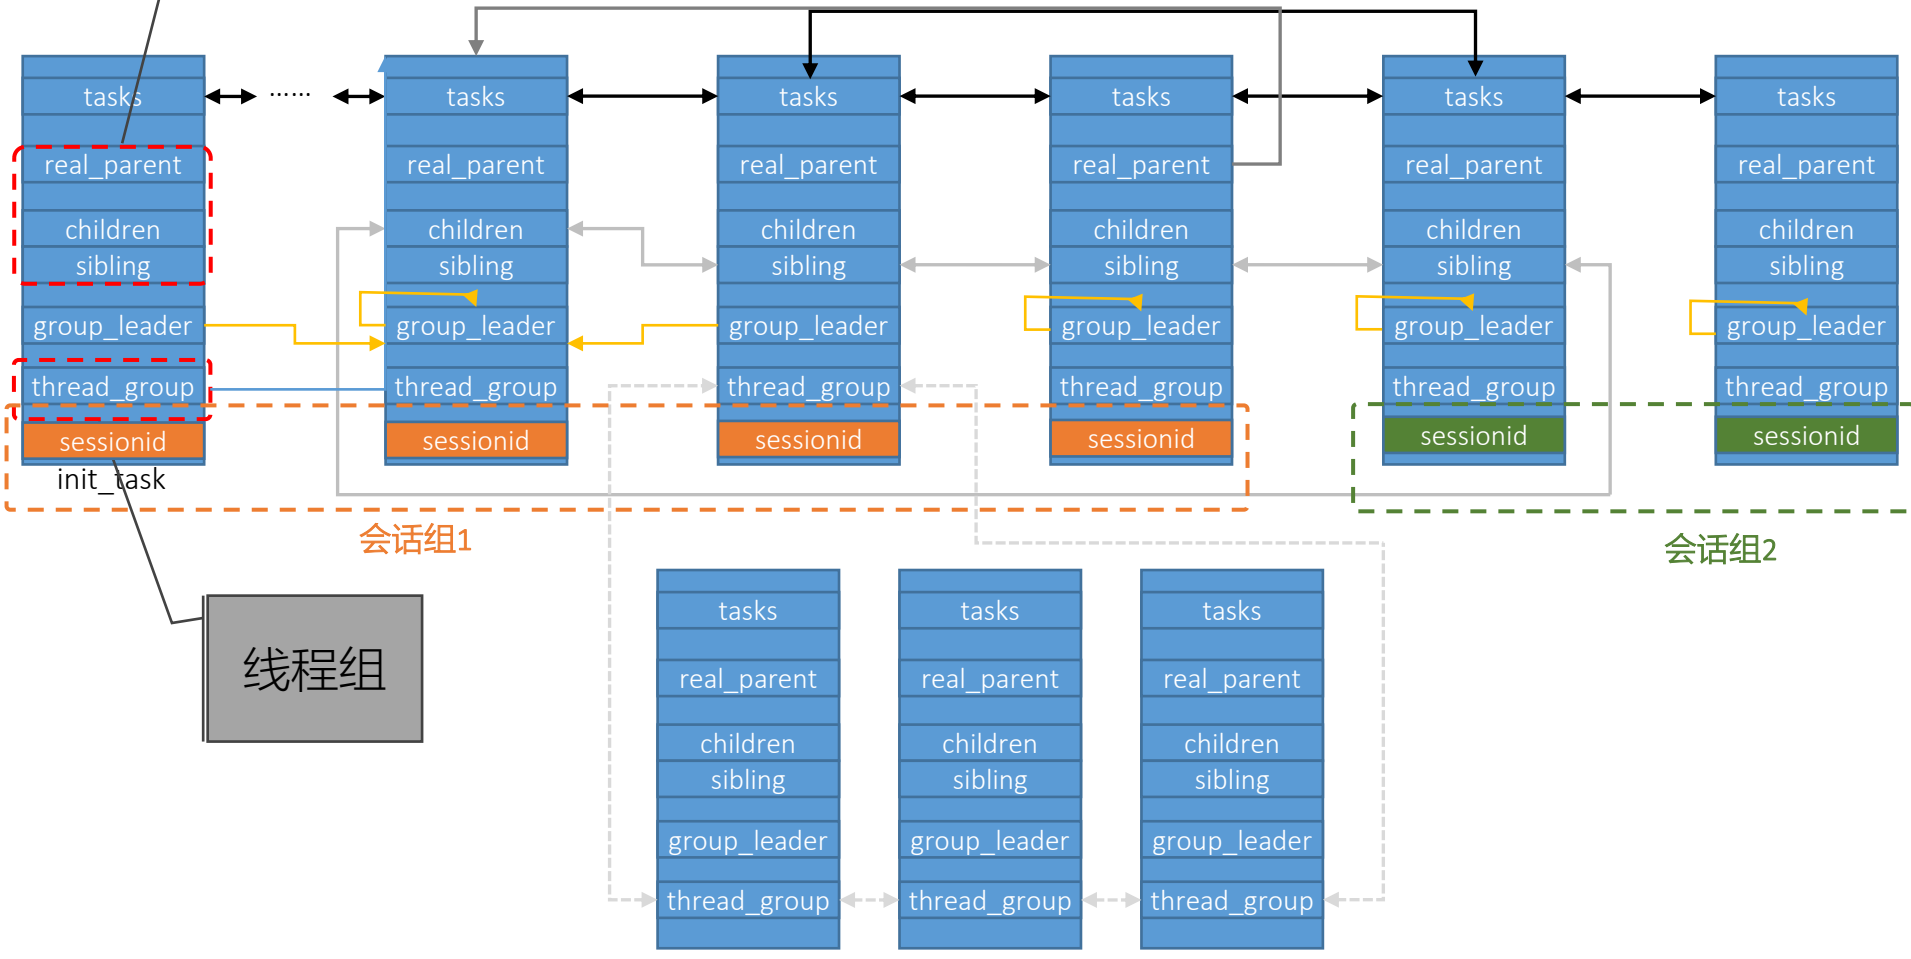 tasks
real_parent
children
sibling
group_leader
thread_group
sessionid
init_task
……
tasks
real_parent
children
sibling
group_leader
thread_group
sessionid
tasks
real_parent
children
sibling
group_leader
thread_group
sessionid
tasks
real_parent
children
sibling
group_leader
thread_group
sessionid
tasks
real_parent
children
sibling
group_leader
thread_group
sessionid
tasks
real_parent
children
sibling
group_leader
thread_group
sessionid
会话组1
会话组2
线程组
tasks
real_parent
children
sibling
group_leader
thread_group
tasks
real_parent
children
sibling
group_leader
thread_group
tasks
real_parent
children
sibling
group_leader
thread_group